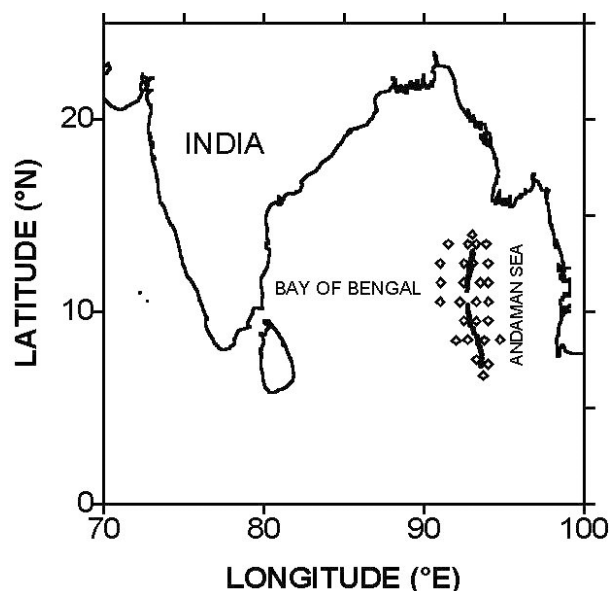 20
INDIA
LATITUDE (°N)
BAY OF BENGAL
ANDAMAN SEA
10
0
70 80 90 100
LONGITUDE (°E)